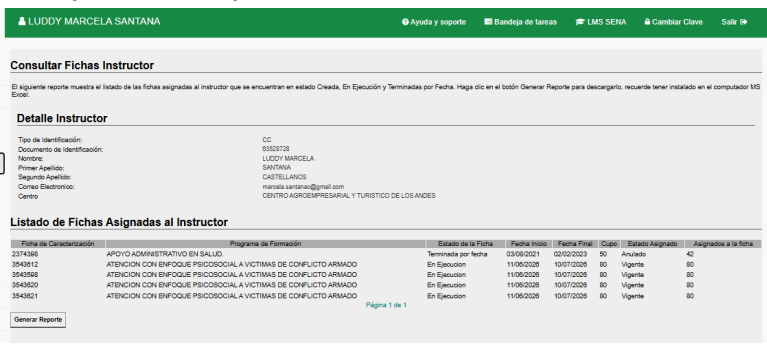 LUDDY MARCELA SANTANA
Ayuda y soporte Bandeja de tareas LMS SENA Cambiar Clave Salir
Consultar Fichas Instructor
El siguiente reporte muestra el listado de las fichas asignadas al instructor que se encuentran en estado Creada, En Ejecución y Terminadas por Fecha. Haga clic en el botón Generar Reporte para descargarlo, recuerde tener instalado en el computador MS
Excel.
Detalle Instructor
Tipo de Identificación: CC
Documento de Identificación: 63528728
Nombre: LUDDY MARCELA
Primer Apellido: SANTANA
Segundo Apellido: CASTELLANOS
Correo Electronico: marcela.santanac@gmail.com
Centro CENTRO AGROEMPRESARIAL Y TURISTICO DE LOS ANDES
Listado de Fichas Asignadas al Instructor
Ficha de Caracterización Programa de Formación Estado de la Ficha Fecha Inicio Fecha Final Cupo Estado Asignado Asignados a la ficha
2374398 APOYO ADMINISTRATIVO EN SALUD. Terminada por fecha 03/08/2021 02/02/2023 50 Anulado 42
3543612 ATENCION CON ENFOQUE PSICOSOCIAL A VICTIMAS DE CONFLICTO ARMADO En Ejecucion 11/06/2026 10/07/2026 80 Vigente 80
3543598 ATENCION CON ENFOQUE PSICOSOCIAL A VICTIMAS DE CONFLICTO ARMADO En Ejecucion 11/06/2026 10/07/2026 80 Vigente 80
3543620 ATENCION CON ENFOQUE PSICOSOCIAL A VICTIMAS DE CONFLICTO ARMADO En Ejecucion 11/06/2026 10/07/2026 80 Vigente 80
3543621 ATENCION CON ENFOQUE PSICOSOCIAL A VICTIMAS DE CONFLICTO ARMADO En Ejecucion 11/06/2026 10/07/2026 80 Vigente 80
Página 1 de 1
Generar Reporte